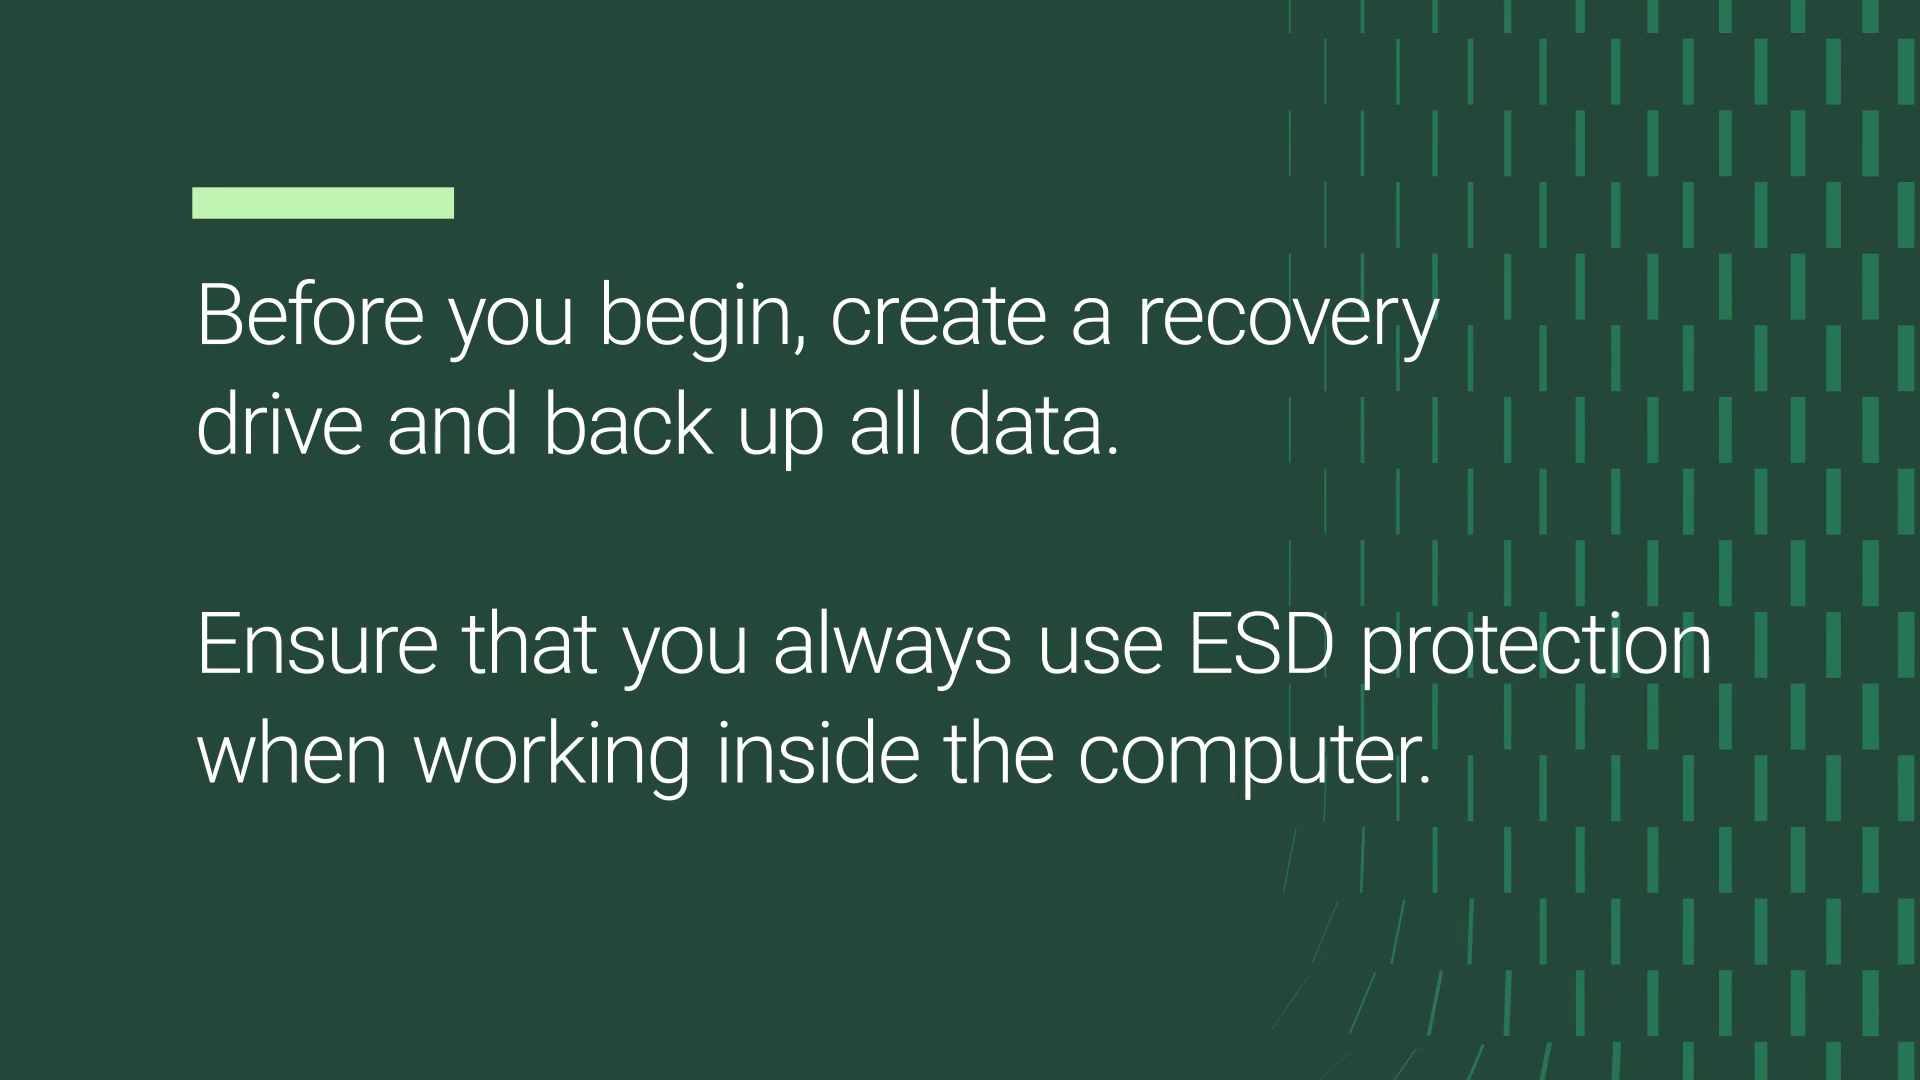 Before you begin, create a recovery
drive and back up all data.
Ensure that you always use ESD protection
when working inside the computer.